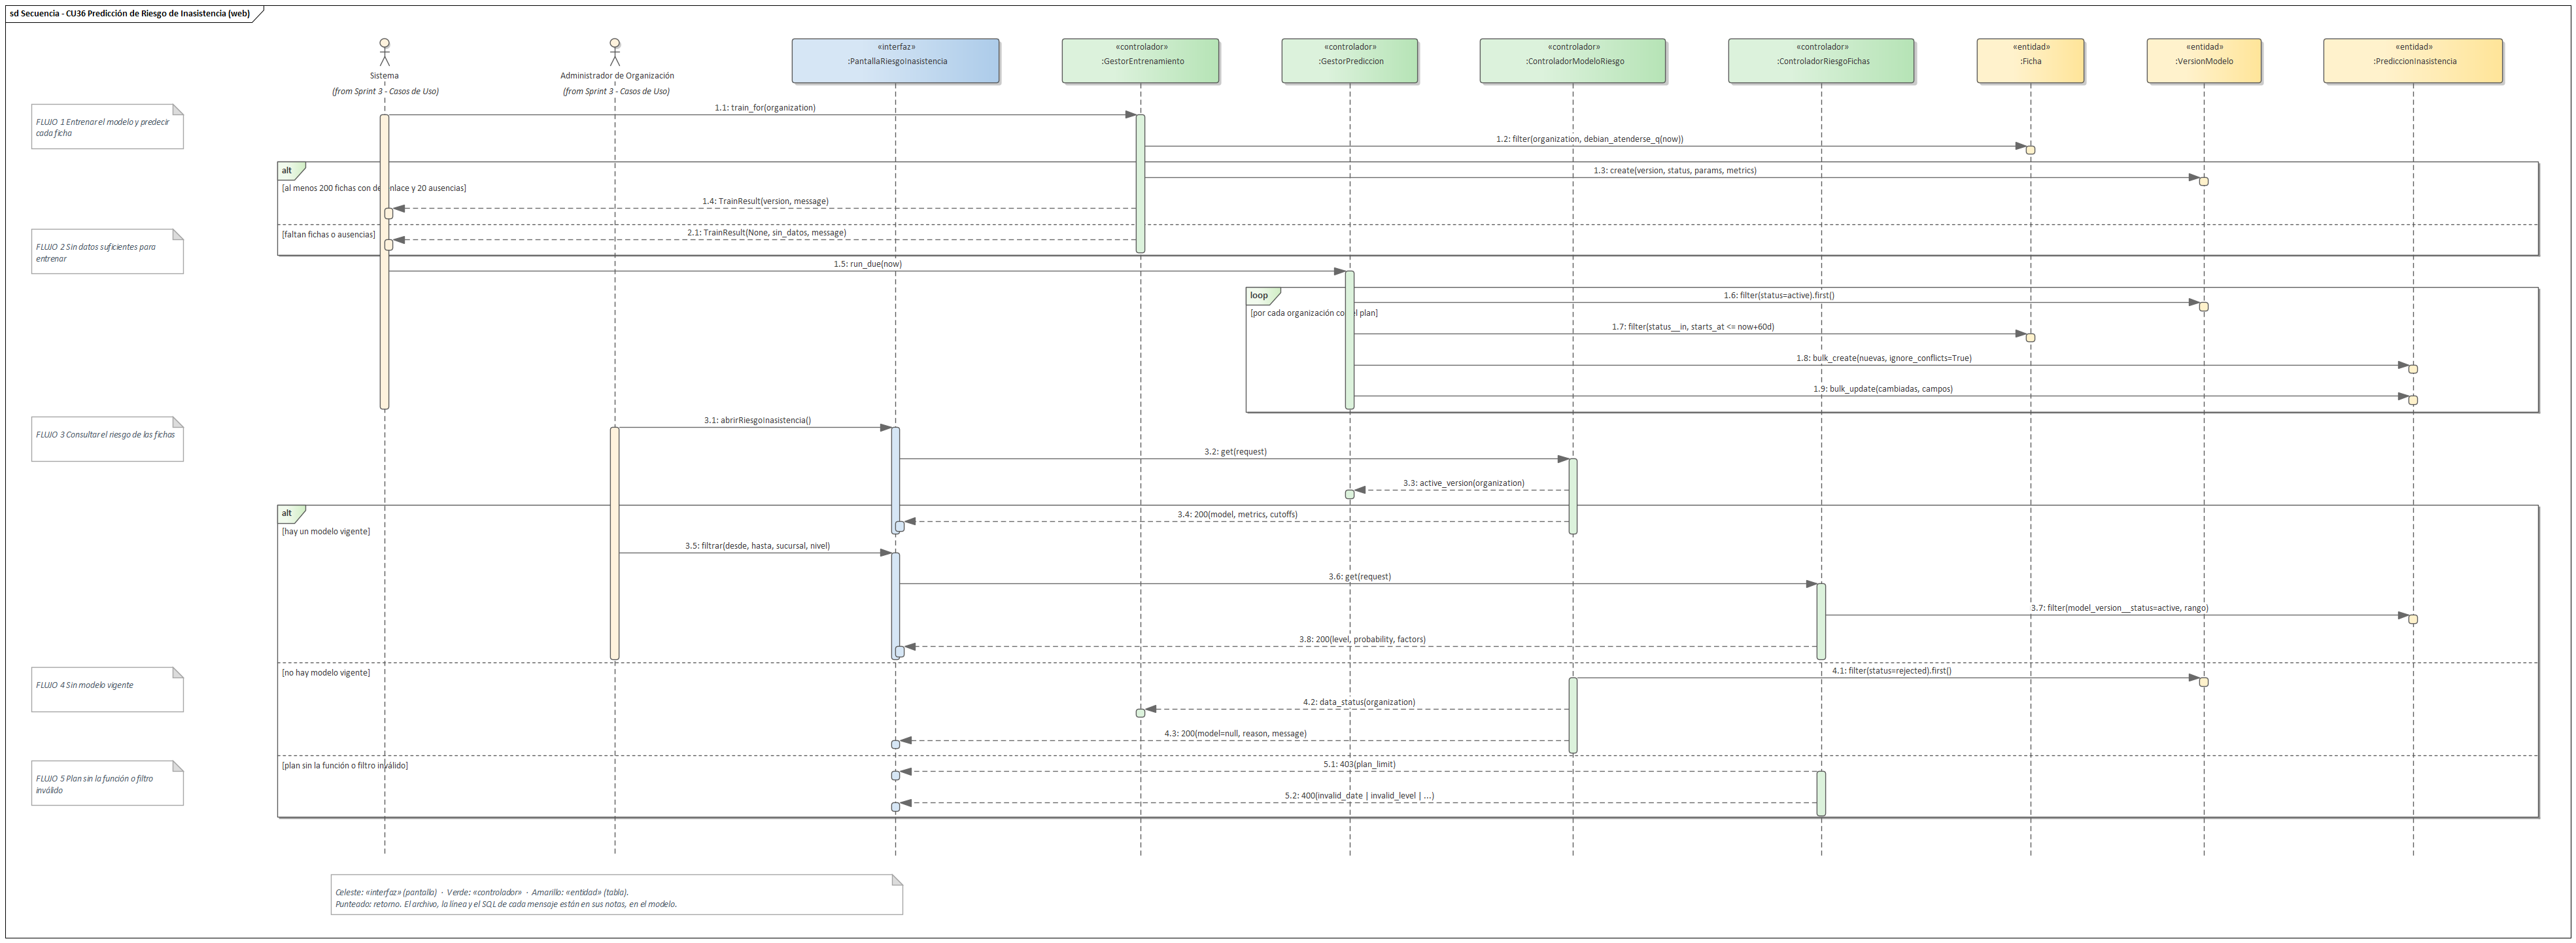 sd Secuencia - CU36 Predicción de Riesgo de Inasistencia (web)
Sistema
(from Sprint 3 - Casos de Uso)
Administrador de Organización
(from Sprint 3 - Casos de Uso)
«interfaz»
:PantallaRiesgoInasistencia
«controlador»
:GestorEntrenamiento
«controlador»
:GestorPrediccion
«controlador»
:ControladorModeloRiesgo
«controlador»
:ControladorRiesgoFichas
«entidad»
:Ficha
«entidad»
:VersionModelo
«entidad»
:PrediccionInasistencia
FLUJO 1 Entrenar el modelo y predecir
cada ficha
1.1: train_for(organization)
1.2: filter(organization, debian_atenderse_q(now))
alt
[al menos 200 fichas con desenlace y 20 ausencias]
1.3: create(version, status, params, metrics)
1.4: TrainResult(version, message)
FLUJO 2 Sin datos suficientes para
entrenar
[faltan fichas o ausencias]
2.1: TrainResult(None, sin_datos, message)
1.5: run_due(now)
loop
[por cada organización con el plan]
1.6: filter(status=active).first()
1.7: filter(status__in, starts_at <= now+60d)
1.8: bulk_create(nuevas, ignore_conflicts=True)
1.9: bulk_update(cambiadas, campos)
FLUJO 3 Consultar el riesgo de las fichas
3.1: abrirRiesgoInasistencia()
3.2: get(request)
3.3: active_version(organization)
alt
[hay un modelo vigente]
3.4: 200(model, metrics, cutoffs)
3.5: filtrar(desde, hasta, sucursal, nivel)
3.6: get(request)
3.7: filter(model_version__status=active, rango)
3.8: 200(level, probability, factors)
FLUJO 4 Sin modelo vigente
[no hay modelo vigente]
4.1: filter(status=rejected).first()
4.2: data_status(organization)
4.3: 200(model=null, reason, message)
FLUJO 5 Plan sin la función o filtro
inválido
[plan sin la función o filtro inválido]
5.1: 403(plan_limit)
5.2: 400(invalid_date | invalid_level | ...)
Celeste: «interfaz» (pantalla) · Verde: «controlador» · Amarillo: «entidad» (tabla).
Punteado: retorno. El archivo, la línea y el SQL de cada mensaje están en sus notas, en el modelo.